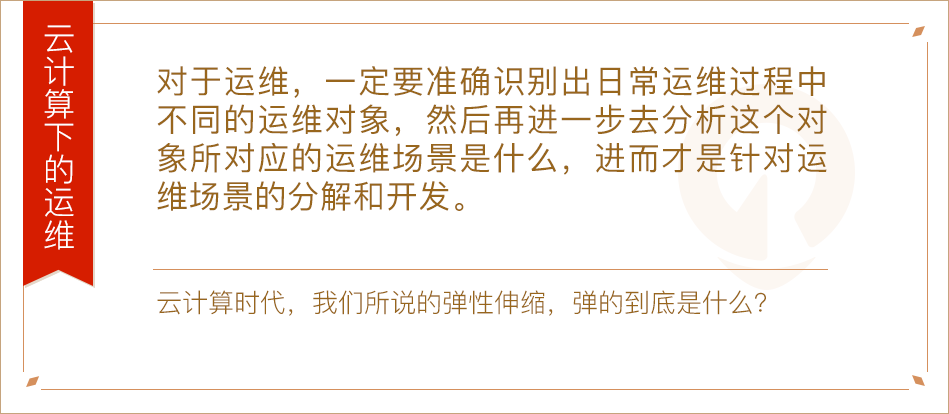 云计算下的运维
对于运维，一定要准确识别出日常运维过程中
不同的运维对象，然后再进一步去分析这个对
象所对应的运维场景是什么，进而才是针对运
维场景的分解和开发。
云计算时代，我们所说的弹性伸缩，弹的到底是什么？